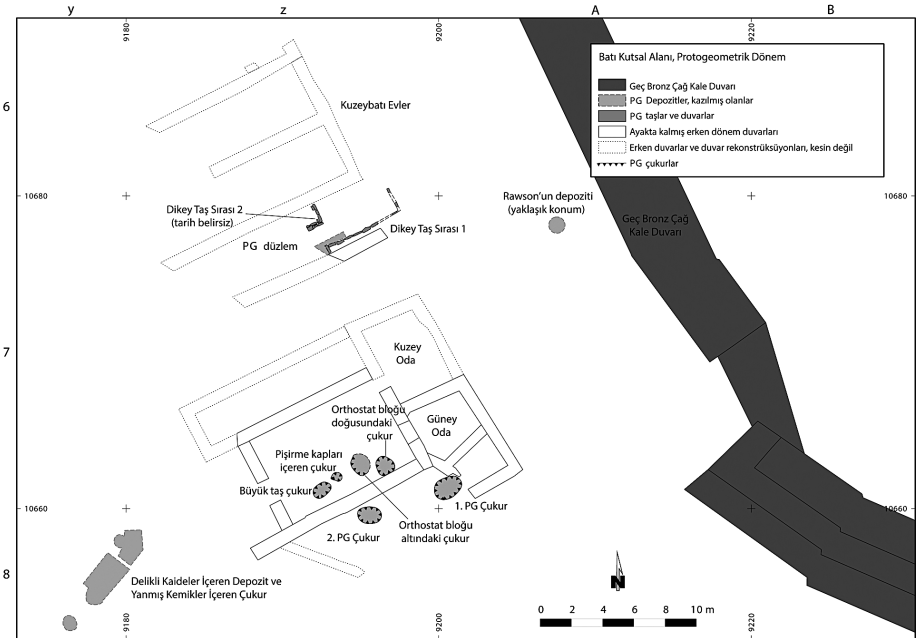 y
z
A
B
9180
9200
9220
Batı Kutsal Alanı, Protogeometrik Dönem
Geç Bronz Çağ Kale Duvarı
PG Depozitler, kazılmış olanlar
PG taşlar ve duvarlar
Ayakta kalmış erken dönem duvarları
Erken duvarlar ve duvar rekonstrüksüyonları, kesin değil
PG çukurlar
6
Kuzeybatı Evler
10680
10680
Rawson'un depoziti
(yaklaşık konum)
Dikey Taş Sırası 2
(tarih belirsiz)
Geç Bronz Çağ
Kale Duvarı
Dikey Taş Sırası 1
PG düzlem
7
Kuzey
Oda
Orthostat bloğu
doğusundaki
çukur
Güney
Oda
Pişirme kapları
içeren çukur
Büyük taş çukur
1. PG Çukur
10660
10660
2. PG Çukur
Orthostat bloğu
altındaki çukur
8
Delikli Kaideler İçeren Depozit ve
Yanmış Kemikler İçeren Çukur
N
0 2 4 6 8 10 m
9180
9200
9220